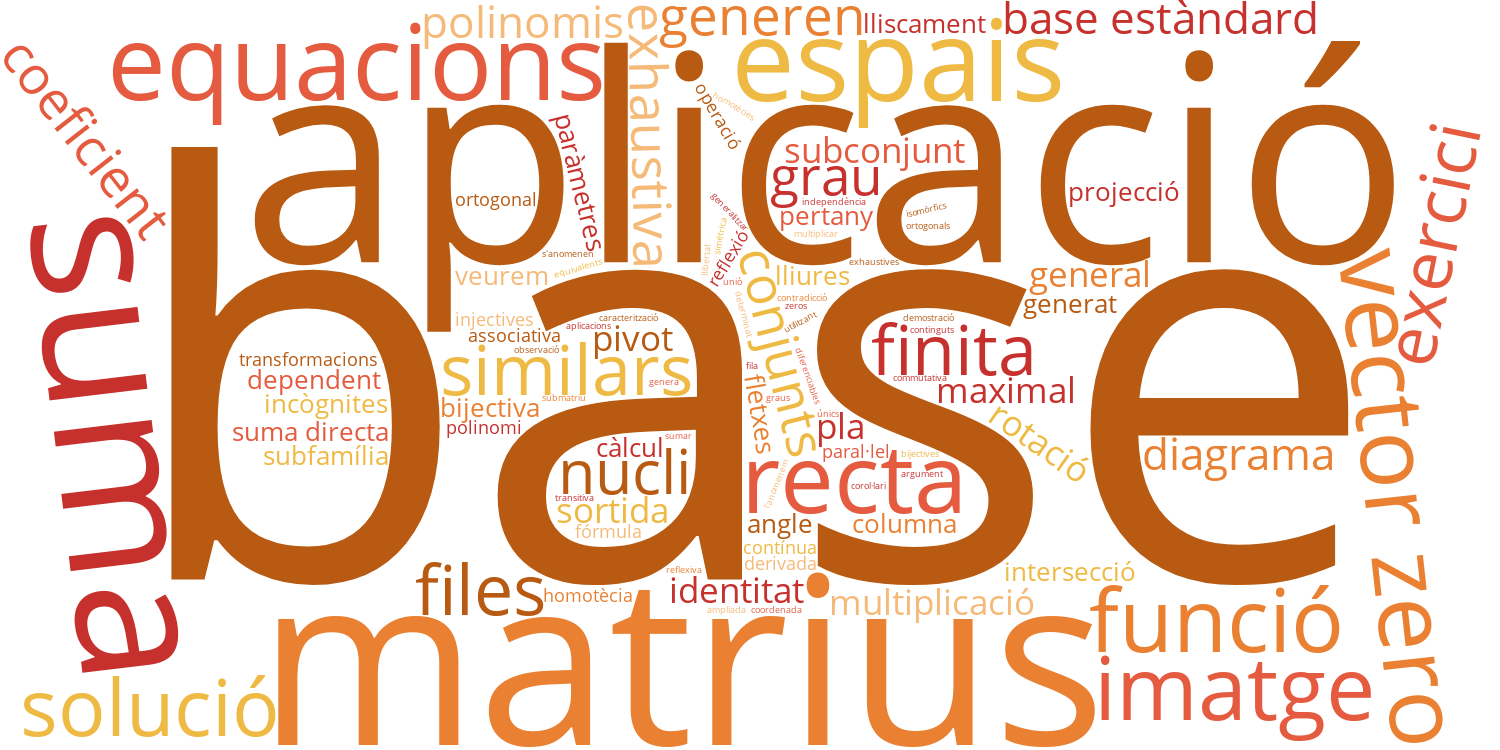 polinomis
generen
lliscament
base estàndard
coeficient
equacions
exhaustiva
espais
aplicació
homotècies
operació
paràmetres
subconjunt
grau
independència
pertany
multiplicar
projecció
exercici
ortogonal
isomòrfics
ortogonals
generalitzar
simètrica
llibertat
reflexió
unió
s'anomenen
equivalents
veurem
suma
conjunts
lliures
exhaustives
general
generat
vector zero
contradicció
zeros
determinat
utilitzant
injectives
associativa
aplicacions
caracterització
pivot
observació
demostració
continguts
finita
base
transformacions
dependent
incògnites
suma directa
subfamília
similars
genera
submatriu
bijectiva
polinomi
fila
fletxes
diferenciables
graus
commutativa
maximal
únics
pla
paral·lel
bijectives
rotació
diagrama
càlcul
sumar
nucli
transitiva
sortida
fórmula
recta
argument
corol·lari
l'anomenem
angle
columna
contínua
derivada
intersecció
files
homotècia
reflexiva
identitat
ampliada
coordenada
multiplicació
funció
solució
matrius
imatge